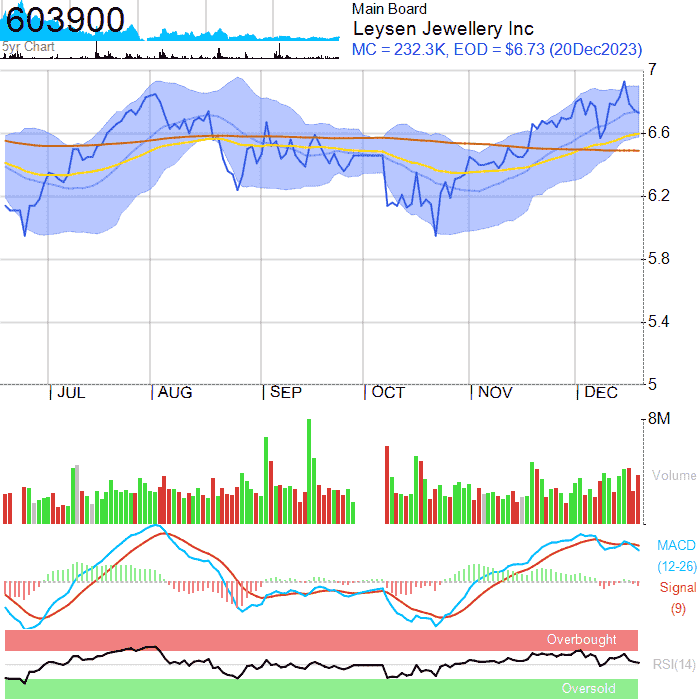 603900
5yr Chart
Main Board
Leysen Jewellery Inc
MC = 232.3K, EOD = $6.73 (20Dec2023)
7
6.6
6.2
5.8
5.4
5
JUL
AUG
SEP
OCT
NOV
DEC
8M
Volume
MACD
(12-26)
Signal
(9)
Overbought
RSI(14)
Oversold